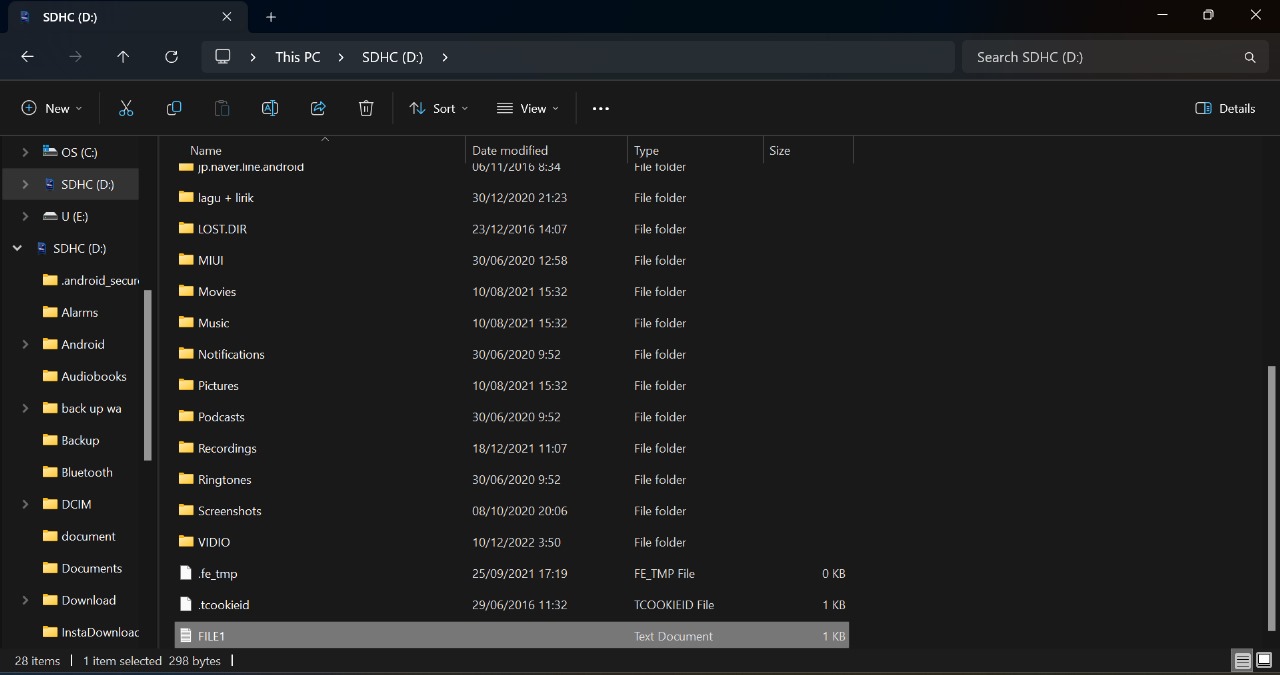 SDHC (D:)
This PC SDHC (D:) Search SDHC (D:)
New Sort View Details
OS (C:)
SDHC (D:)
U (E:)
SDHC (D:)
.android_secur
Alarms
Android
Audiobooks
back up wa
Backup
Bluetooth
DCIM
document
Documents
Download
InstaDownload
Name Date modified Type Size
jp.naver.line.android 06/11/2016 8:34 File folder
lagu + lirik 30/12/2020 21:23 File folder
LOST.DIR 23/12/2016 14:07 File folder
MIUI 30/06/2020 12:58 File folder
Movies 10/08/2021 15:32 File folder
Music 10/08/2021 15:32 File folder
Notifications 30/06/2020 9:52 File folder
Pictures 10/08/2021 15:32 File folder
Podcasts 30/06/2020 9:52 File folder
Recordings 18/12/2021 11:07 File folder
Ringtones 30/06/2020 9:52 File folder
Screenshots 08/10/2020 20:06 File folder
VIDIO 10/12/2022 3:50 File folder
.fe_tmp 25/09/2021 17:19 FE_TMP File 0 KB
.tcookieid 29/06/2016 11:32 TCOOKIEID File 1 KB
FILE1 Text Document 1 KB
28 items 1 item selected 298 bytes